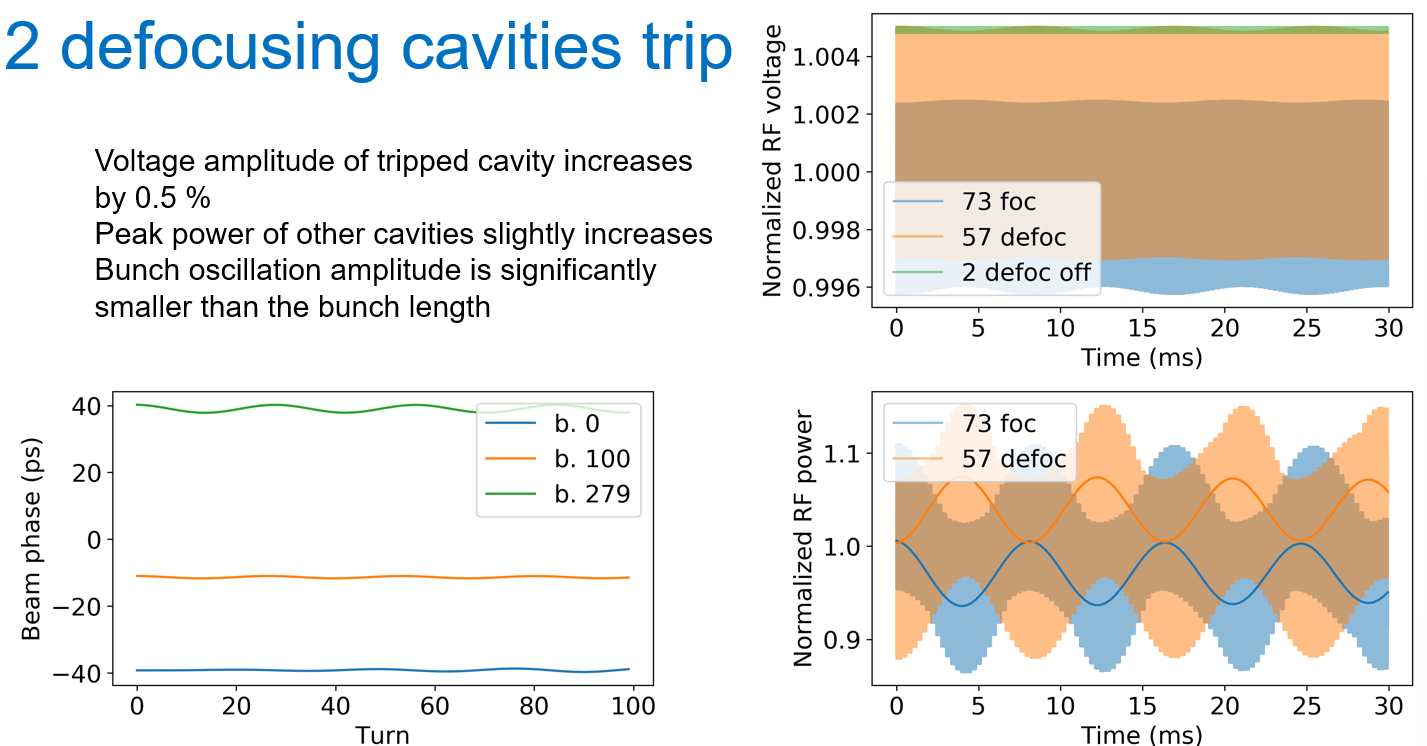 2 defocusing cavities trip
Voltage amplitude of tripped cavity increases
by 0.5 %
Peak power of other cavities slightly increases
Bunch oscillation amplitude is significantly
smaller than the bunch length
Normalized RF voltage
1.004
1.002
1.000
0.998
0.996
73 foc
57 defoc
2 defoc off
0 5 10 15 20 25 30
Time (ms)
Beam phase (ps)
40
20
0
−20
−40
b. 0
b. 100
b. 279
0 20 40 60 80 100
Turn
Normalized RF power
1.1
1.0
0.9
73 foc
57 defoc
0 5 10 15 20 25 30
Time (ms)